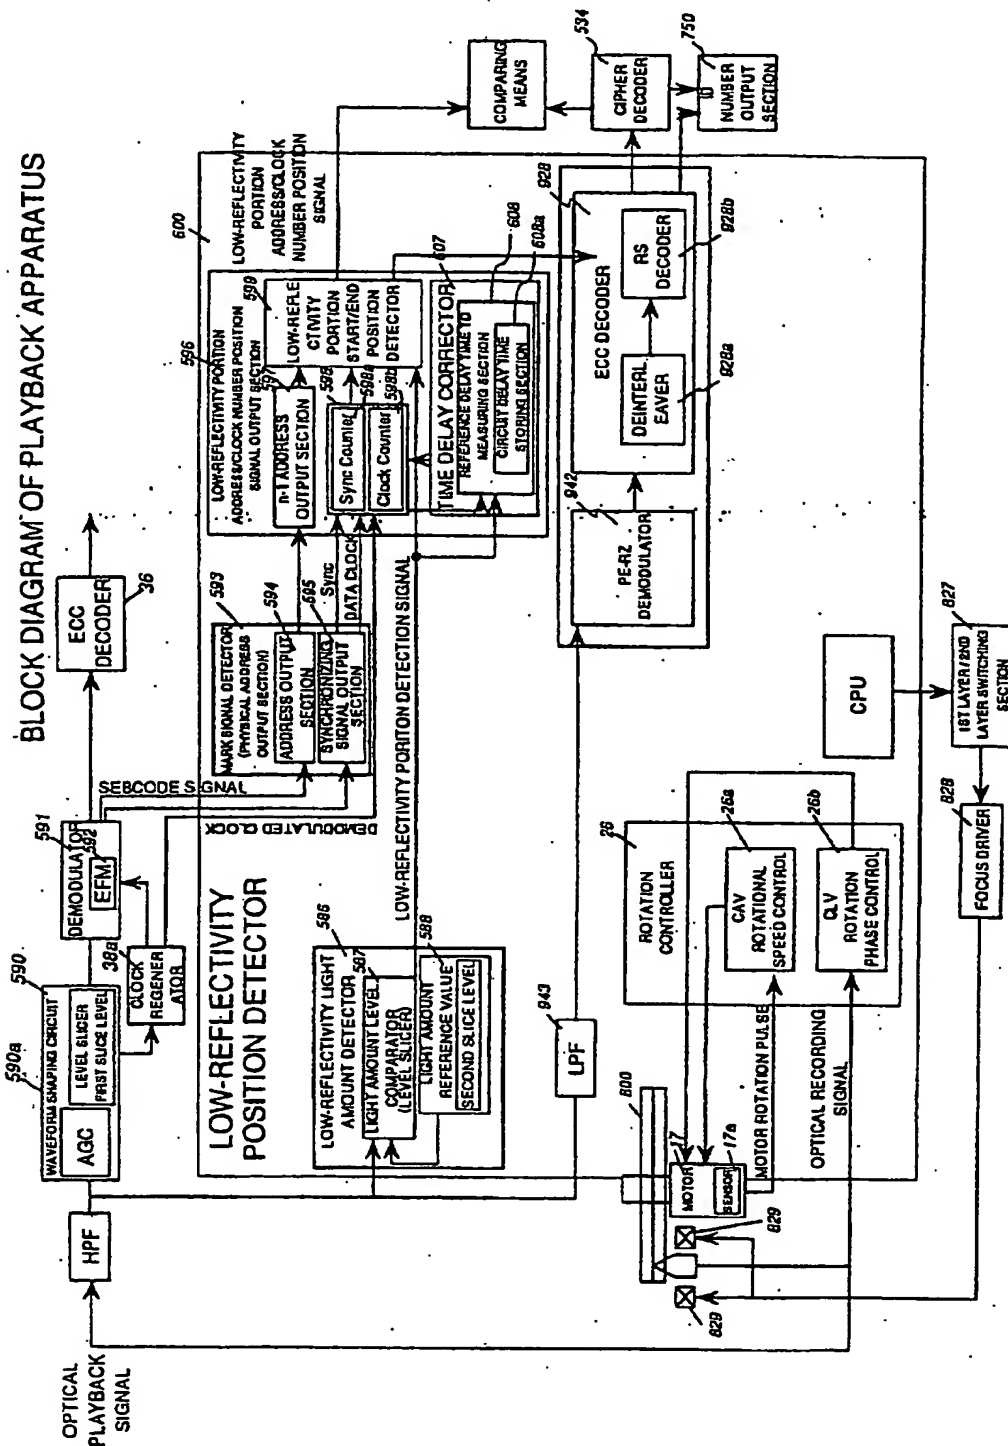 BLOCK DIAGRAM OF PLAYBACK APPARATUS
OPTICAL
PLAYBACK
SIGNAL
HPF
590a
590
WAVEFORM SHAPING CIRCUIT
AGC
LEVEL SLICER
FIRST SLICE LEVEL
38a
CLOCK
REGENER
ATOR
591
DEMODULATOR
592
EFM
ECC
DECODER
36
SEBCODE SIGNAL
DEMODULATED CLOCK
LOW-REFLECTIVITY
POSITION DETECTOR
600
586
LOW-REFLECTIVITY LIGHT
AMOUNT DETECTOR
587
LIGHT AMOUNT LEVEL
COMPARATOR
(LEVEL SLICER)
588
LIGHT AMOUNT
REFERENCE VALUE
SECOND SLICE LEVEL
LOW-REFLECTIVITY PORITON DETECTION SIGNAL
593
MARK SIGNAL DETECTOR
(PHYSICAL ADDRESS
OUTPUT SECTION)
594
ADDRESS OUTPUT
SECTION
595
SYNCHRONIZING
SIGNAL OUTPUT
SECTION
Sync
DATA CLOCK
596
LOW-REFLECTIVITY PORTION
ADDRESS/CLOCK NUMBER POSITION
SIGNAL OUTPUT SECTION
597
n-1 ADDRESS
OUTPUT SECTION
598
598a
Sync Counter
598b
Clock Counter
599
LOW-REFLE
CTIVITY
PORTION
START/END
POSITION
DETECTOR
607
TIME DELAY CORRECTOR
608
REFERENCE DELAY TIME TD
MEASURING SECTION
608a
CIRCUIT DELAY TIME
STORING SECTION
LOW-REFLECTIVITY
PORTION
ADDRESS/CLOCK
NUMBER POSITION
SIGNAL
COMPARING
MEANS
534
CIPHER
DECODER
750
ID
NUMBER
OUTPUT
SECTION
943
LPF
942
PE-RZ
DEMODULATOR
928
ECC DECODER
DEINTERL
EAVER
928a
RS
DECODER
928b
800
MOTOR
17
SENSOR
17a
829
829
MOTOR ROTATION PULSE
OPTICAL RECORDING
SIGNAL
26
ROTATION
CONTROLLER
26a
CAV
ROTATIONAL
SPEED CONTROL
26b
CLV
ROTATION
PHASE CONTROL
CPU
827
1ST LAYER/2ND
LAYER SWITCHING
SECTION
828
FOCUS DRIVER